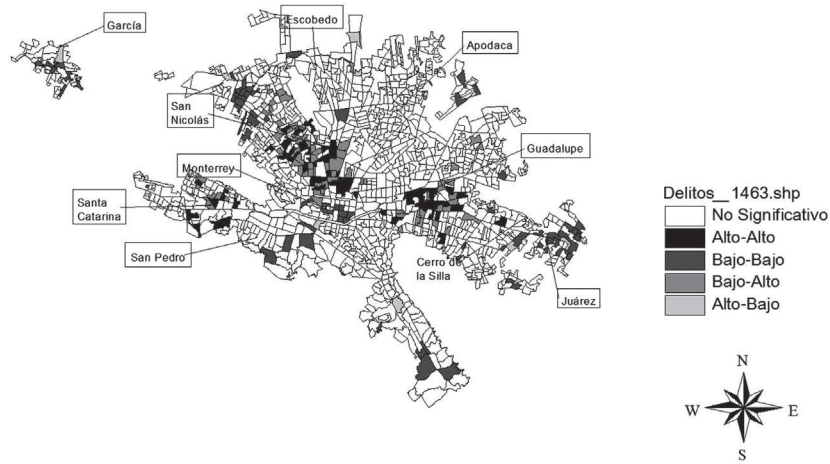 García
Escobedo
Apodaca
San
Nicolás
Guadalupe
Monterrey
Santa
Catarina
San Pedro
Cerro de
la Silla
Juárez
Delitos__1463.shp
No Significativo
Alto-Alto
Bajo-Bajo
Bajo-Alto
Alto-Bajo
N
W E
S